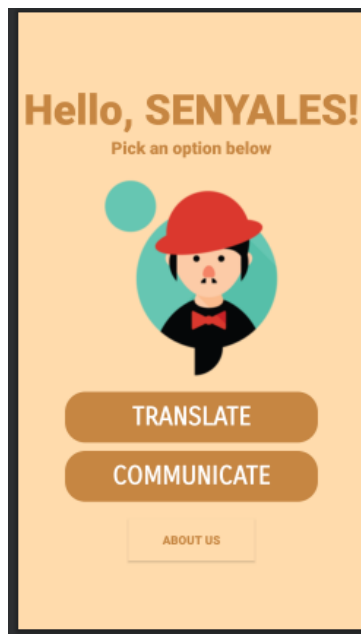 Hello, SENYALES!
Pick an option below
TRANSLATE
COMMUNICATE
ABOUT US